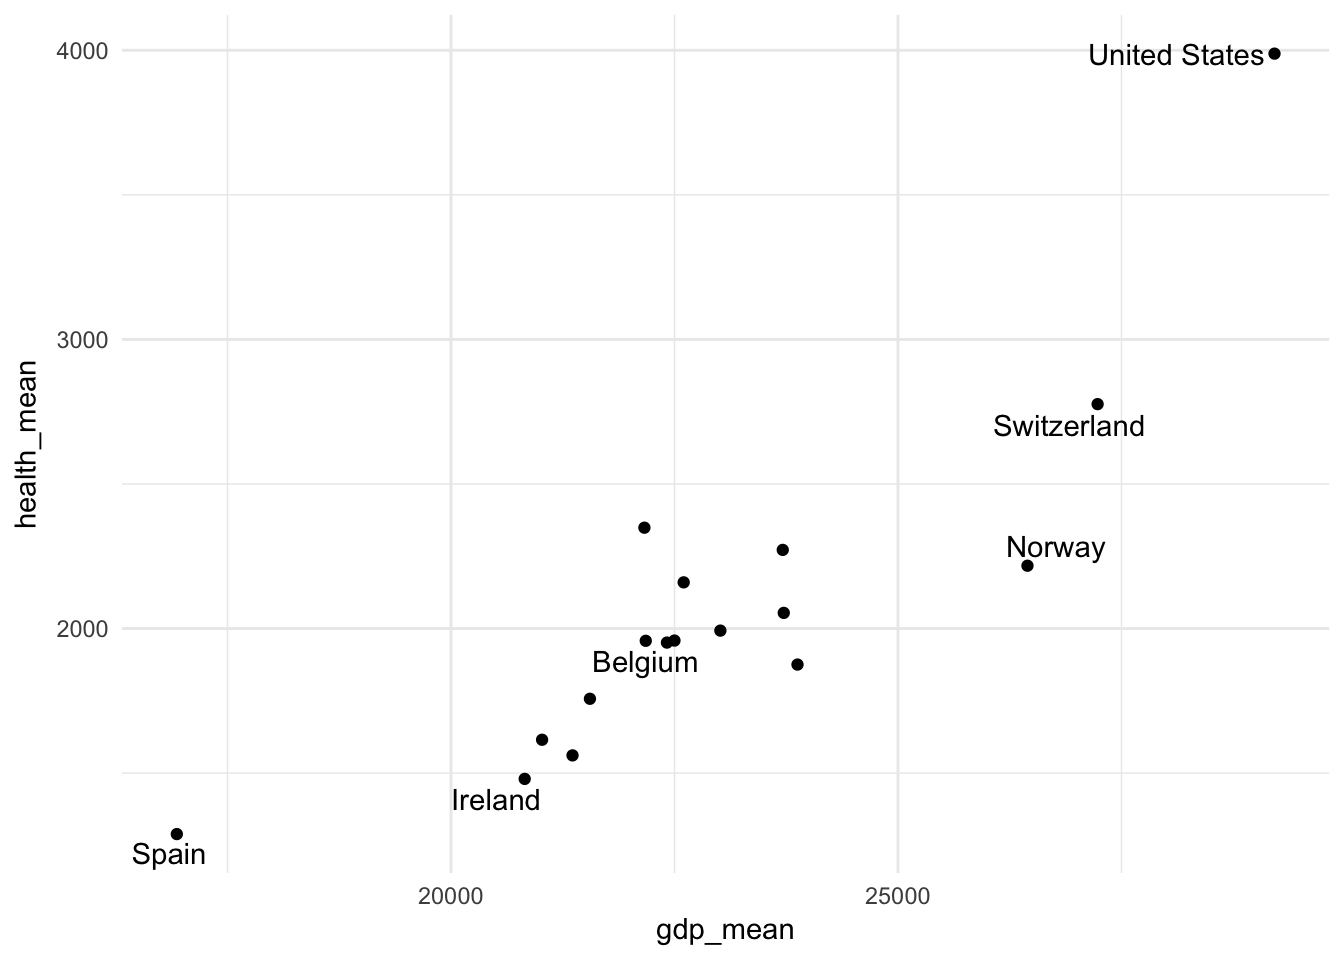 4000
United States
3000
Switzerland
health_mean
Norway
2000
Belgium
Ireland
Spain
20000
25000
gdp_mean